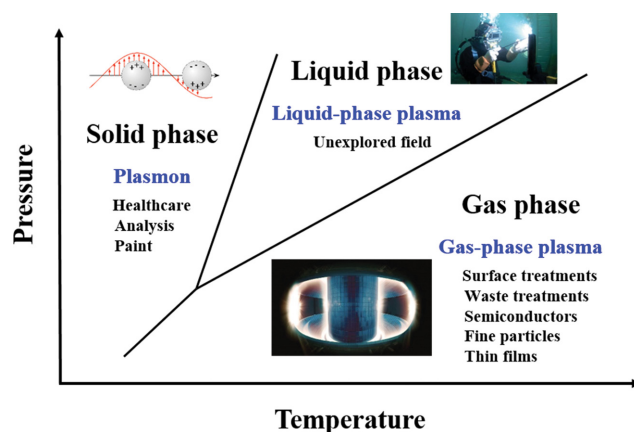 Liquid phase
Liquid-phase plasma
Unexplored field
Solid phase
Plasmon
Healthcare
Analysis
Paint
Gas phase
Gas-phase plasma
Surface treatments
Waste treatments
Semiconductors
Fine particles
Thin films
Pressure
Temperature